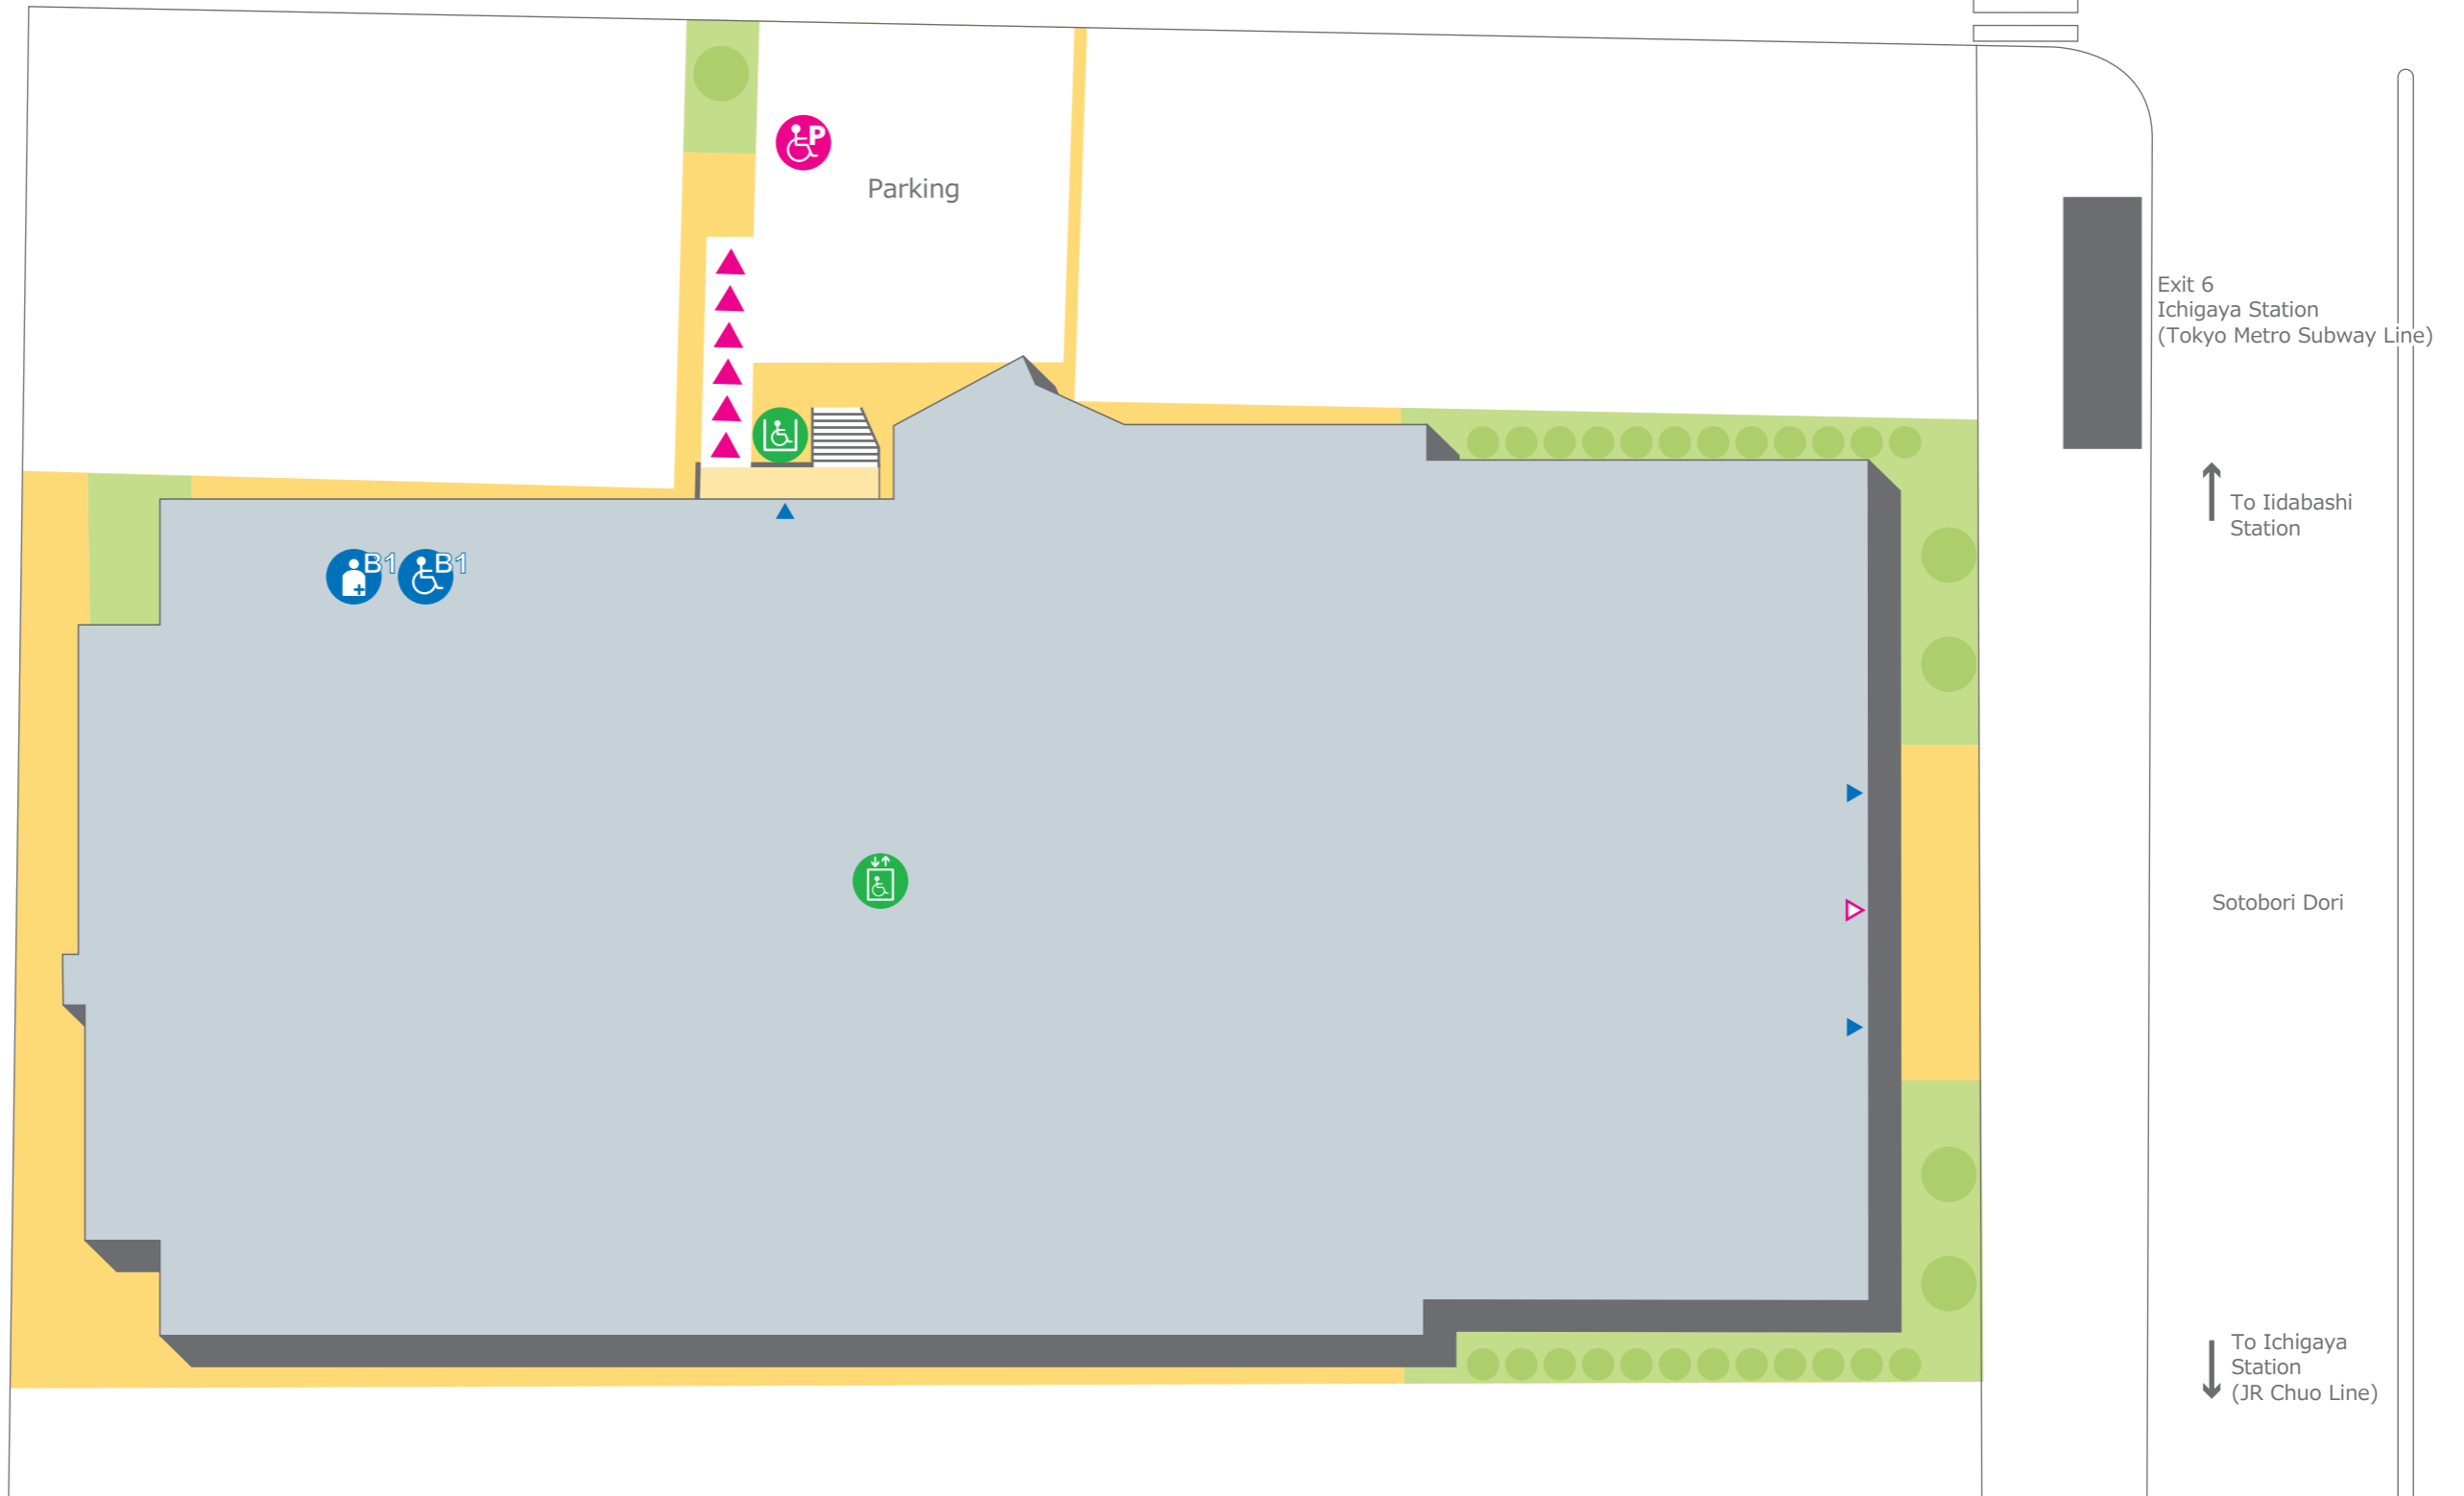 P
Parking
Exit 6
Ichigaya Station
(Tokyo Metro Subway Line)
To Iidabashi
Station
B1
B1
Sotobori Dori
To Ichigaya
Station
(JR Chuo Line)